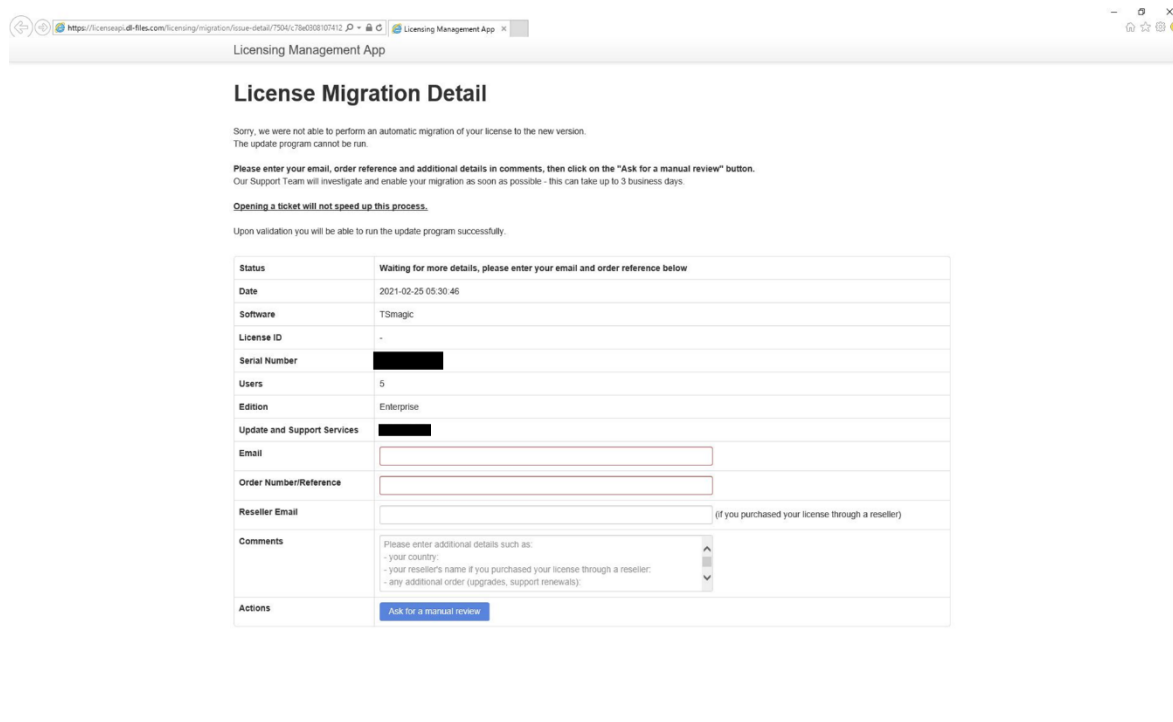 https://licenseapi.dl-files.com/licensing/migration/issue-detail/7504/c78e0308107412
Licensing Management App
Licensing Management App
License Migration Detail
Sorry, we were not able to perform an automatic migration of your license to the new version.
The update program cannot be run.
Please enter your email, order reference and additional details in comments, then click on the "Ask for a manual review" button.
Our Support Team will investigate and enable your migration as soon as possible - this can take up to 3 business days.
Opening a ticket will not speed up this process.
Upon validation you will be able to run the update program successfully.
Status Waiting for more details, please enter your email and order reference below
Date 2021-02-25 05:30:46
Software TSmagic
License ID -
Serial Number
Users 5
Edition Enterprise
Update and Support Services
Email
Order Number/Reference
Reseller Email (if you purchased your license through a reseller)
Comments Please enter additional details such as:
- your country:
- your reseller's name if you purchased your license through a reseller:
- any additional order (upgrades, support renewals):
Actions Ask for a manual review